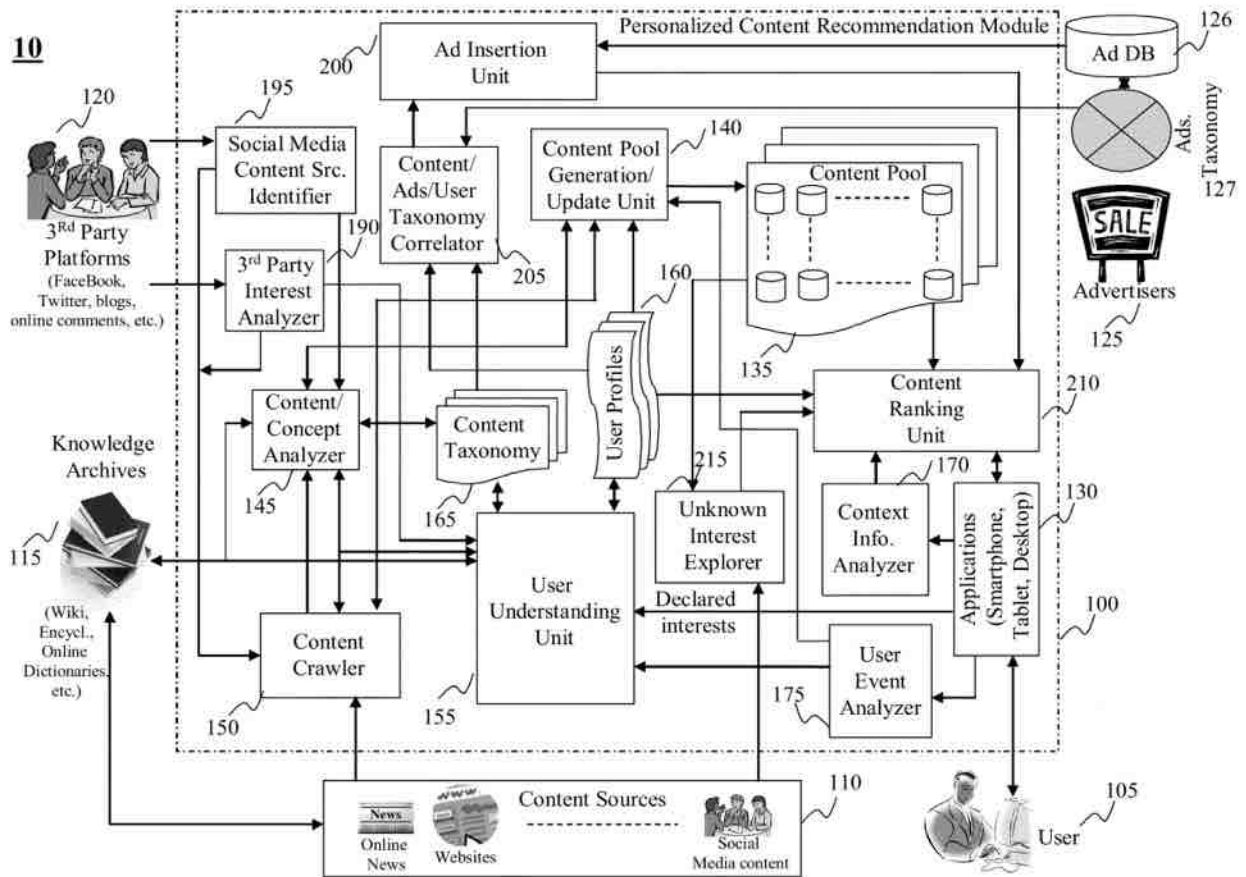 10
Personalized Content Recommendation Module
126
Ad DB
200
Ad Insertion
Unit
120
195
Social Media
Content Src.
Identifier
Content/
Ads/User
Taxonomy
Correlator
205
140
Content Pool
Generation/
Update Unit
Content Pool
135
Ads.
Taxonomy
127
SALE
Advertisers
125
3Rd Party
Platforms
(FaceBook,
Twitter, blogs,
online comments, etc.)
190
3rd Party
Interest
Analyzer
160
User Profiles
Content
Ranking
Unit
210
Knowledge
Archives
115
(Wiki,
Encycl.,
Online
Dictionaries,
etc.)
Content/
Concept
Analyzer
145
Content
Taxonomy
165
215
Unknown
Interest
Explorer
170
Context
Info.
Analyzer
130
Applications
(Smartphone,
Tablet, Desktop)
100
User
Understanding
Unit
155
Declared
interests
Content
Crawler
150
User
Event
Analyzer
175
110
Content Sources
News
Online
News
WWW
Websites
Social
Media content
105
User